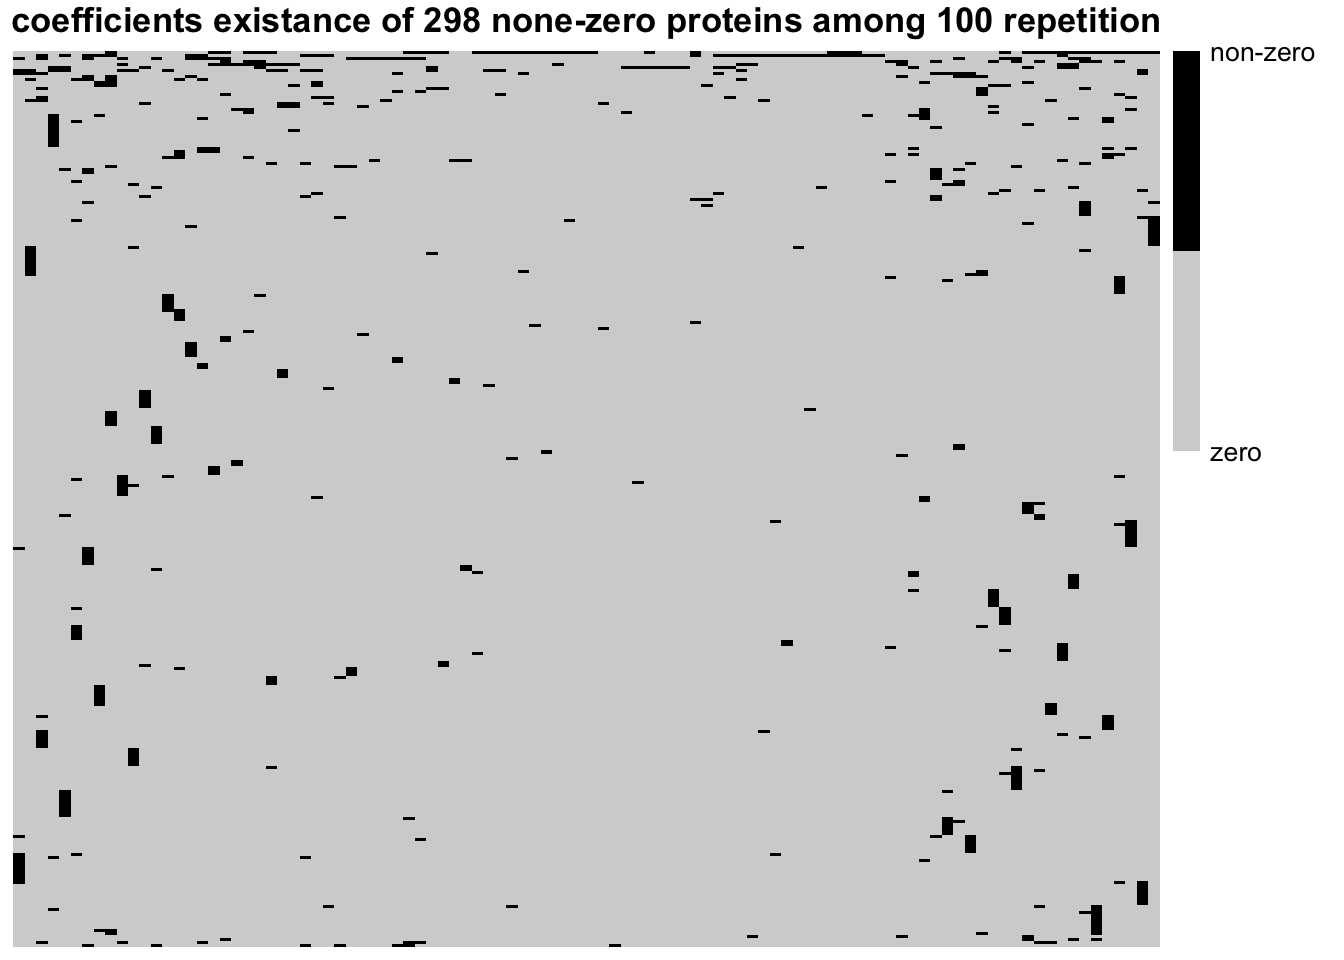 coefficients existance of 298 none-zero proteins among 100 repetition
non-zero
zero